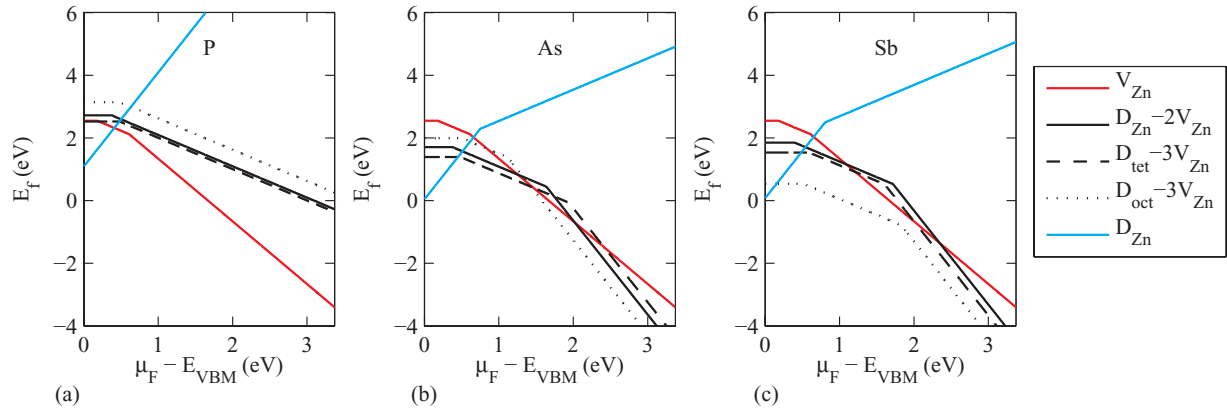 P
As
Sb
6
4
2
0
−2
−4
E_f (eV)
0 1 2 3
μ_F − E_VBM (eV)
(a)
6
4
2
0
−2
−4
E_f (eV)
0 1 2 3
μ_F − E_VBM (eV)
(b)
6
4
2
0
−2
−4
E_f (eV)
0 1 2 3
μ_F − E_VBM (eV)
(c)
V_Zn
D_Zn−2V_Zn
D_tet−3V_Zn
D_oct−3V_Zn
D_Zn